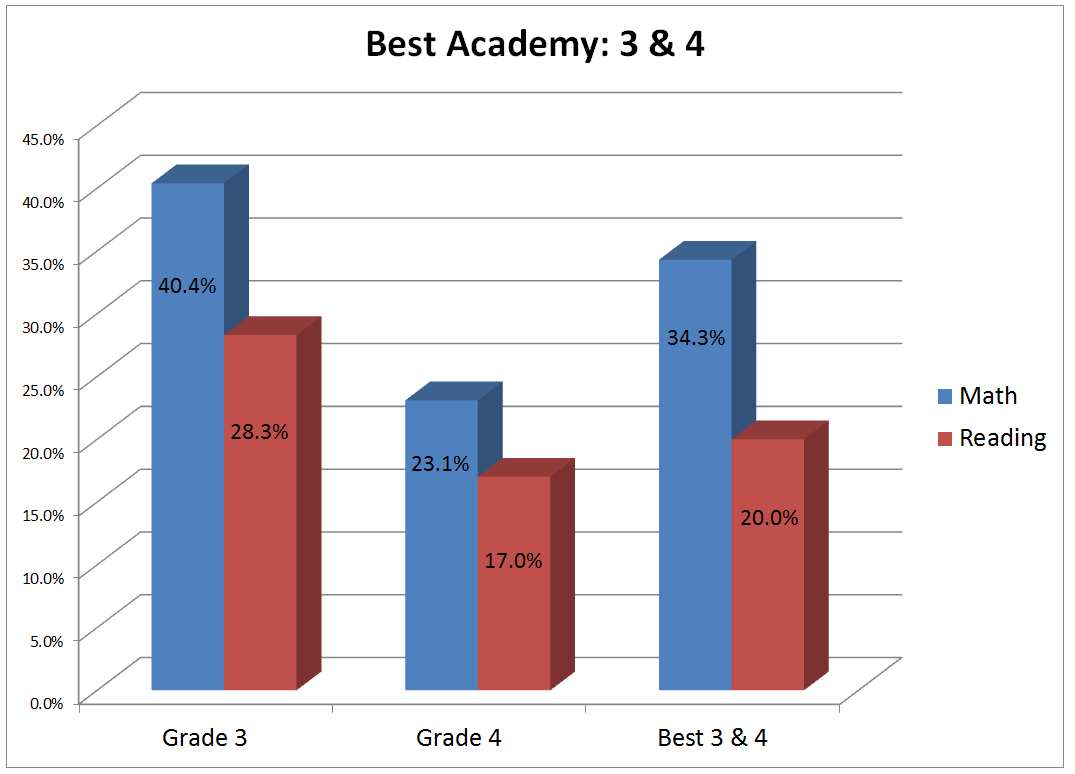 Best Academy: 3 & 4
45.0%
40.0%
35.0%
30.0%
25.0%
20.0%
15.0%
10.0%
5.0%
0.0%
40.4%
28.3%
23.1%
17.0%
34.3%
20.0%
Grade 3
Grade 4
Best 3 & 4
Math
Reading